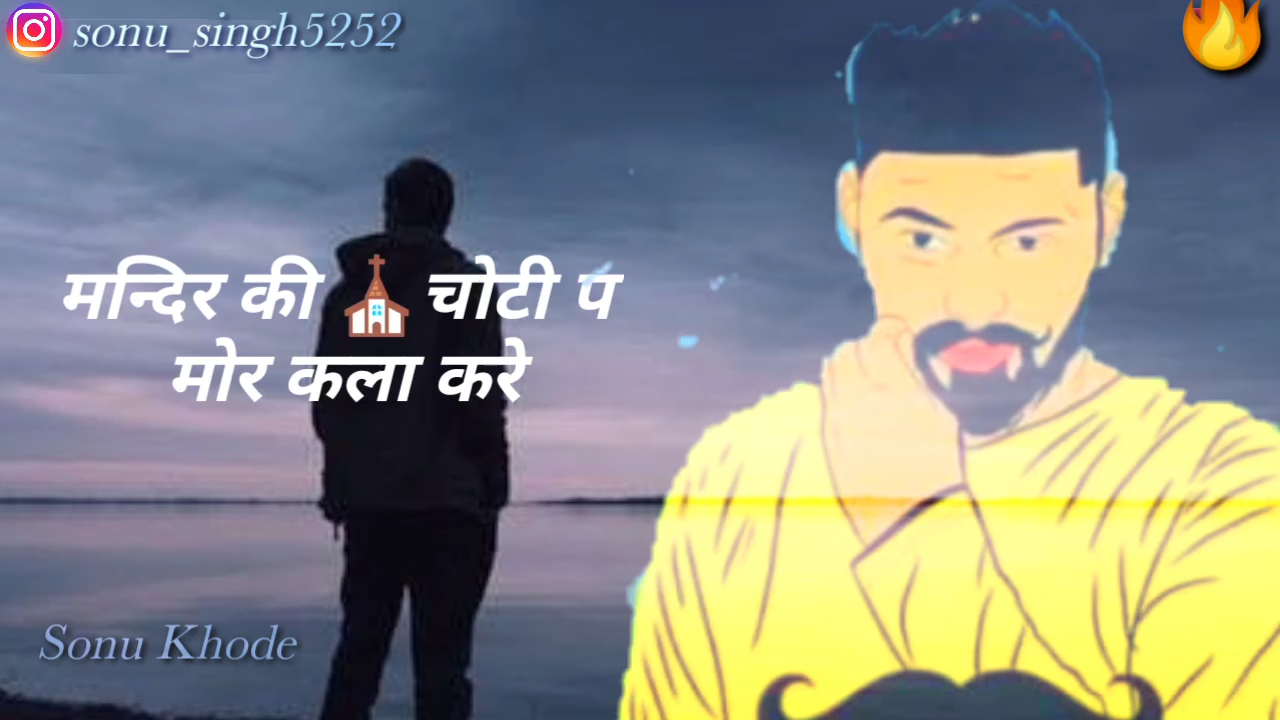 sonu_singh5252
मन्दिर की ⛪ चोटी प
मोर कला करे
Sonu Khode